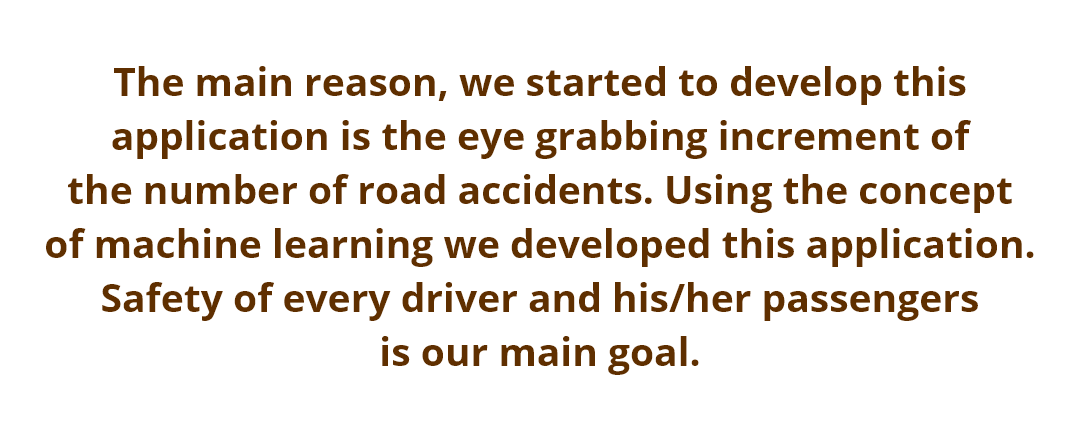 The main reason, we started to develop this
application is the eye grabbing increment of
the number of road accidents. Using the concept
of machine learning we developed this application.
Safety of every driver and his/her passengers
is our main goal.